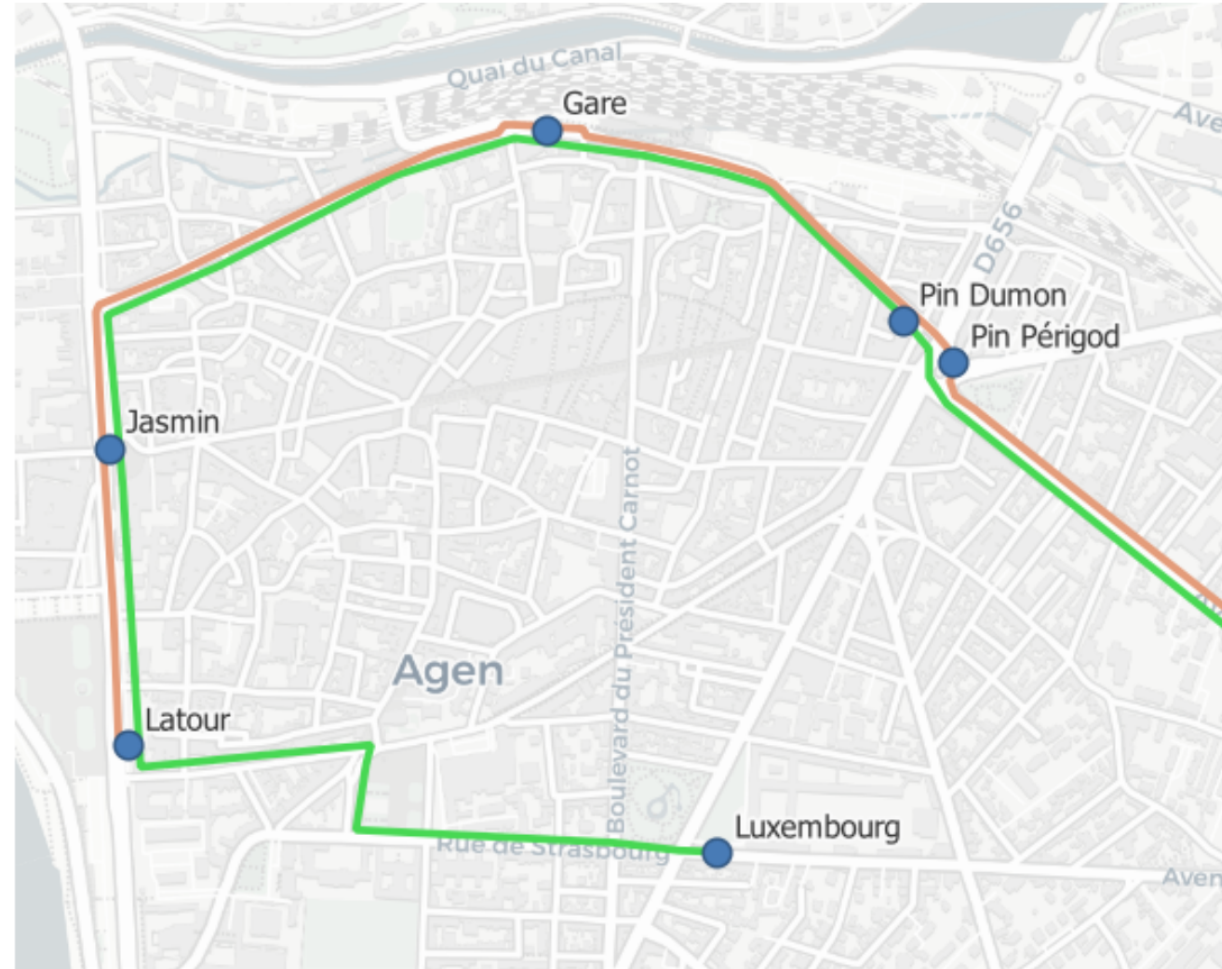 Quai du Canal
Gare
Ave
D656
Pin Dumon
Pin Périgod
Jasmin
Boulevard du Président Carnot
Agen
Latour
Luxembourg
Rue de Strasbourg
Aven